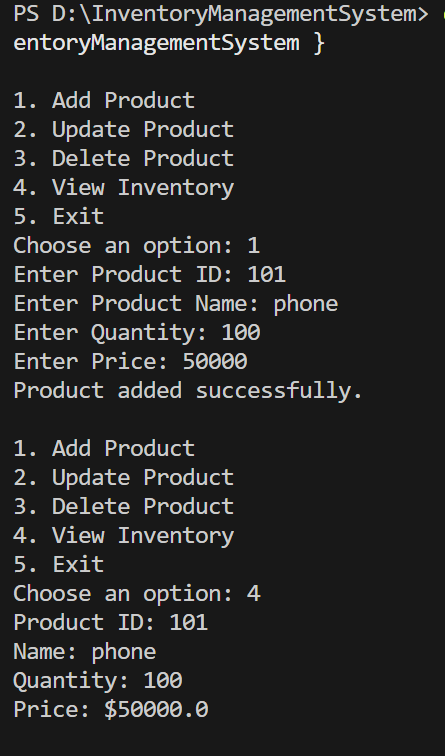 PS D:\InventoryManagementSystem>
entoryManagementSystem }
1. Add Product
2. Update Product
3. Delete Product
4. View Inventory
5. Exit
Choose an option: 1
Enter Product ID: 101
Enter Product Name: phone
Enter Quantity: 100
Enter Price: 50000
Product added successfully.
1. Add Product
2. Update Product
3. Delete Product
4. View Inventory
5. Exit
Choose an option: 4
Product ID: 101
Name: phone
Quantity: 100
Price: $50000.0